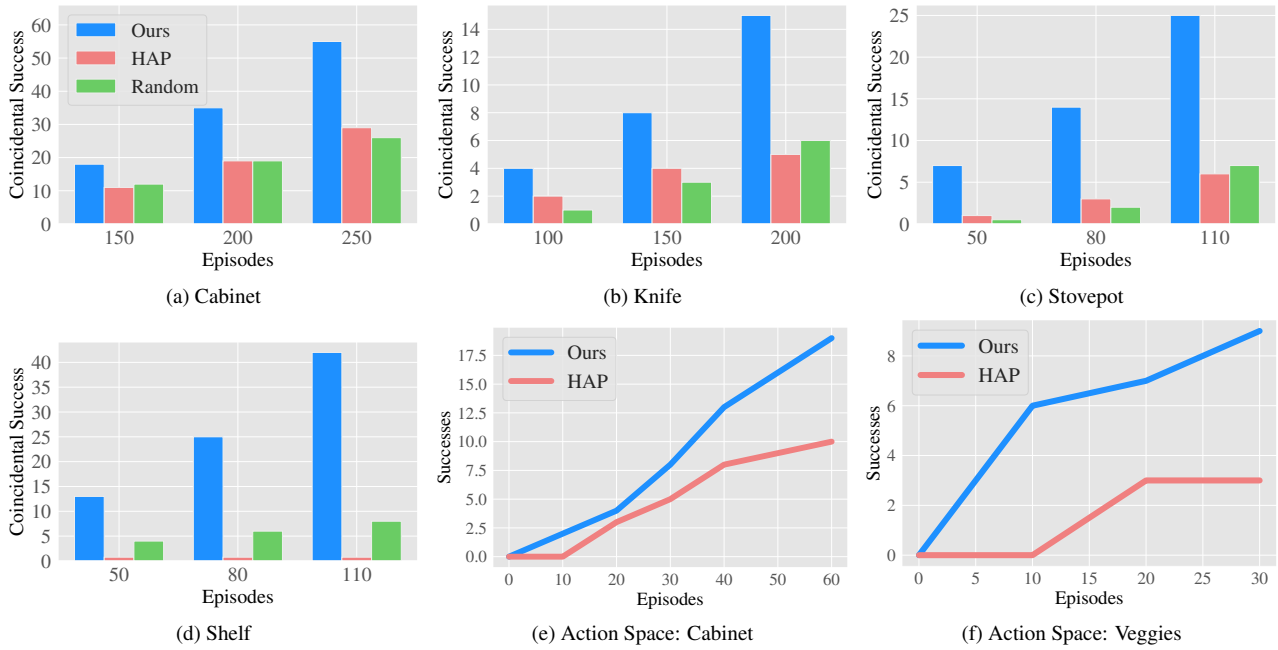 Coincidental Success
60
50
40
30
20
10
0
Ours
HAP
Random
150
200
250
Episodes
(a) Cabinet
Coincidental Success
14
12
10
8
6
4
2
0
100
150
200
Episodes
(b) Knife
Coincidental Success
25
20
15
10
5
0
50
80
110
Episodes
(c) Stovepot
Coincidental Success
40
35
30
25
20
15
10
5
0
50
80
110
Episodes
(d) Shelf
Successes
17.5
15.0
12.5
10.0
7.5
5.0
2.5
0.0
Ours
HAP
0
10
20
30
40
50
60
Episodes
(e) Action Space: Cabinet
Successes
8
6
4
2
0
Ours
HAP
0
5
10
15
20
25
30
Episodes
(f) Action Space: Veggies